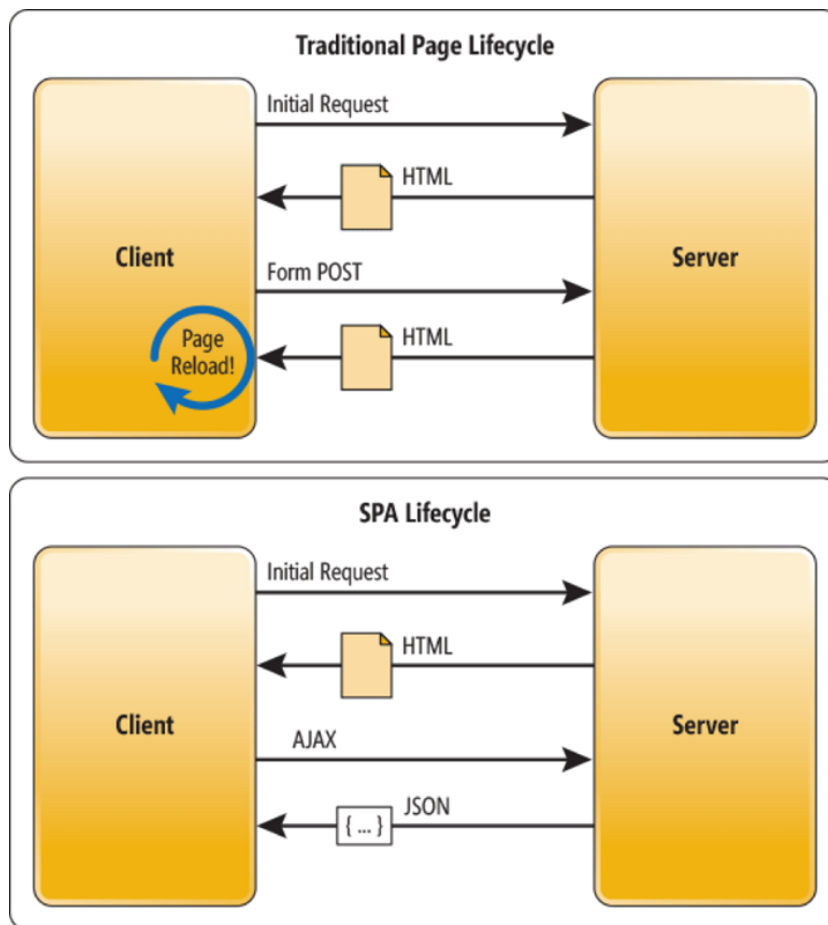 Traditional Page Lifecycle
Initial Request
HTML
Client
Server
Form POST
Page
Reload!
HTML
SPA Lifecycle
Initial Request
HTML
Client
Server
AJAX
JSON
{ ... }